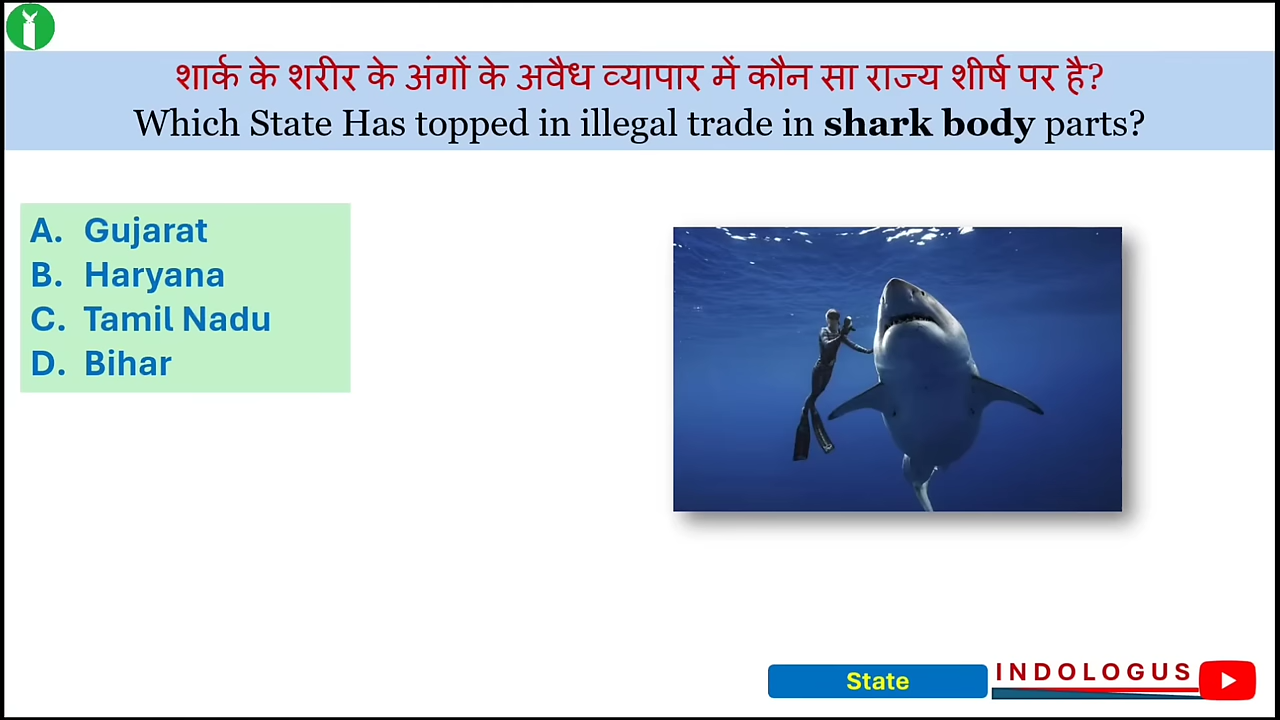 शार्क के शरीर के अंगों के अवैध व्यापार में कौन सा राज्य शीर्ष पर है?
Which State Has topped in illegal trade in shark body parts?
A. Gujarat
B. Haryana
C. Tamil Nadu
D. Bihar
State
INDOLOGUS